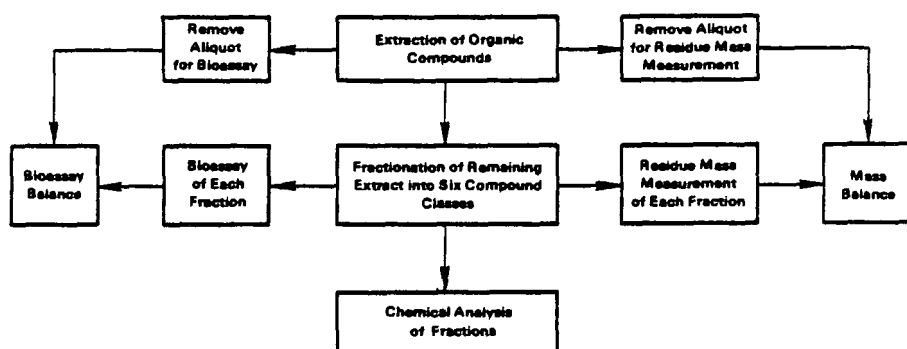 Remove
Aliquot
for Bioassay
Extraction of Organic
Compounds
Remove Aliquot
for Residue Mass
Measurement
Bioassay
Balance
Bioassay
of Each
Fraction
Fractionation of Remaining
Extract into Six Compound
Classes
Residue Mass
Measurement
of Each Fraction
Mass
Balance
Chemical Analysis
of Fractions